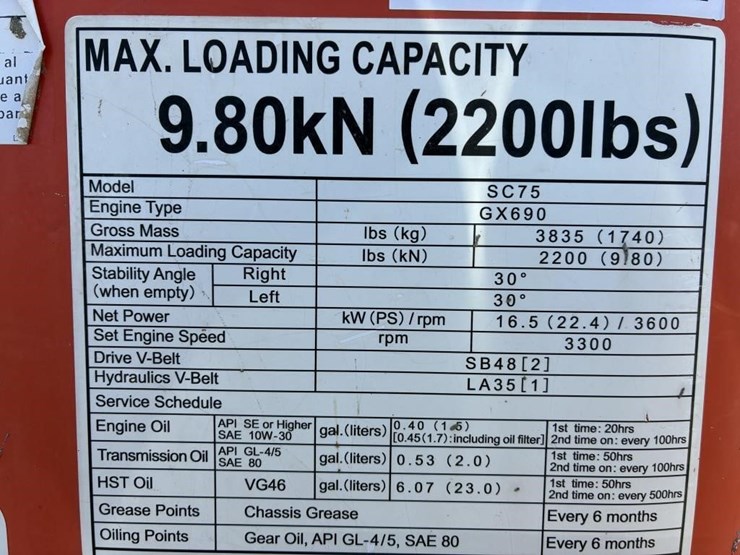 al
uant
e a
par
MAX. LOADING CAPACITY
9.80kN (2200lbs)
Model SC75
Engine Type GX690
Gross Mass lbs (kg) 3835 (1740)
Maximum Loading Capacity lbs (kN) 2200 (9.80)
Stability Angle (when empty) Right 30°
Left 30°
Net Power kW (PS) / rpm 16.5 (22.4) / 3600
Set Engine Speed rpm 3300
Drive V-Belt SB48 [2]
Hydraulics V-Belt LA35 [1]
Service Schedule
Engine Oil API SE or Higher SAE 10W-30 gal.(liters) 0.40 (1.5) [0.45(1.7):including oil filter] 1st time: 20hrs 2nd time on: every 100hrs
Transmission Oil API GL-4/5 SAE 80 gal.(liters) 0.53 (2.0) 1st time: 50hrs 2nd time on: every 100hrs
HST Oil VG46 gal.(liters) 6.07 (23.0) 1st time: 50hrs 2nd time on: every 500hrs
Grease Points Chassis Grease Every 6 months
Oiling Points Gear Oil, API GL-4/5, SAE 80 Every 6 months